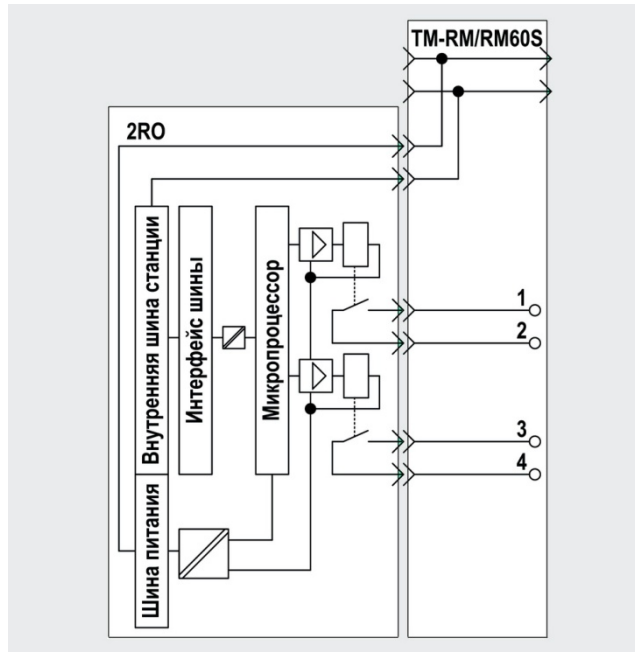 TM-RM/RM60S
2RO
Внутренняя шина станции
Интерфейс шины
Микропроцессор
Шина питания
1
2
3
4